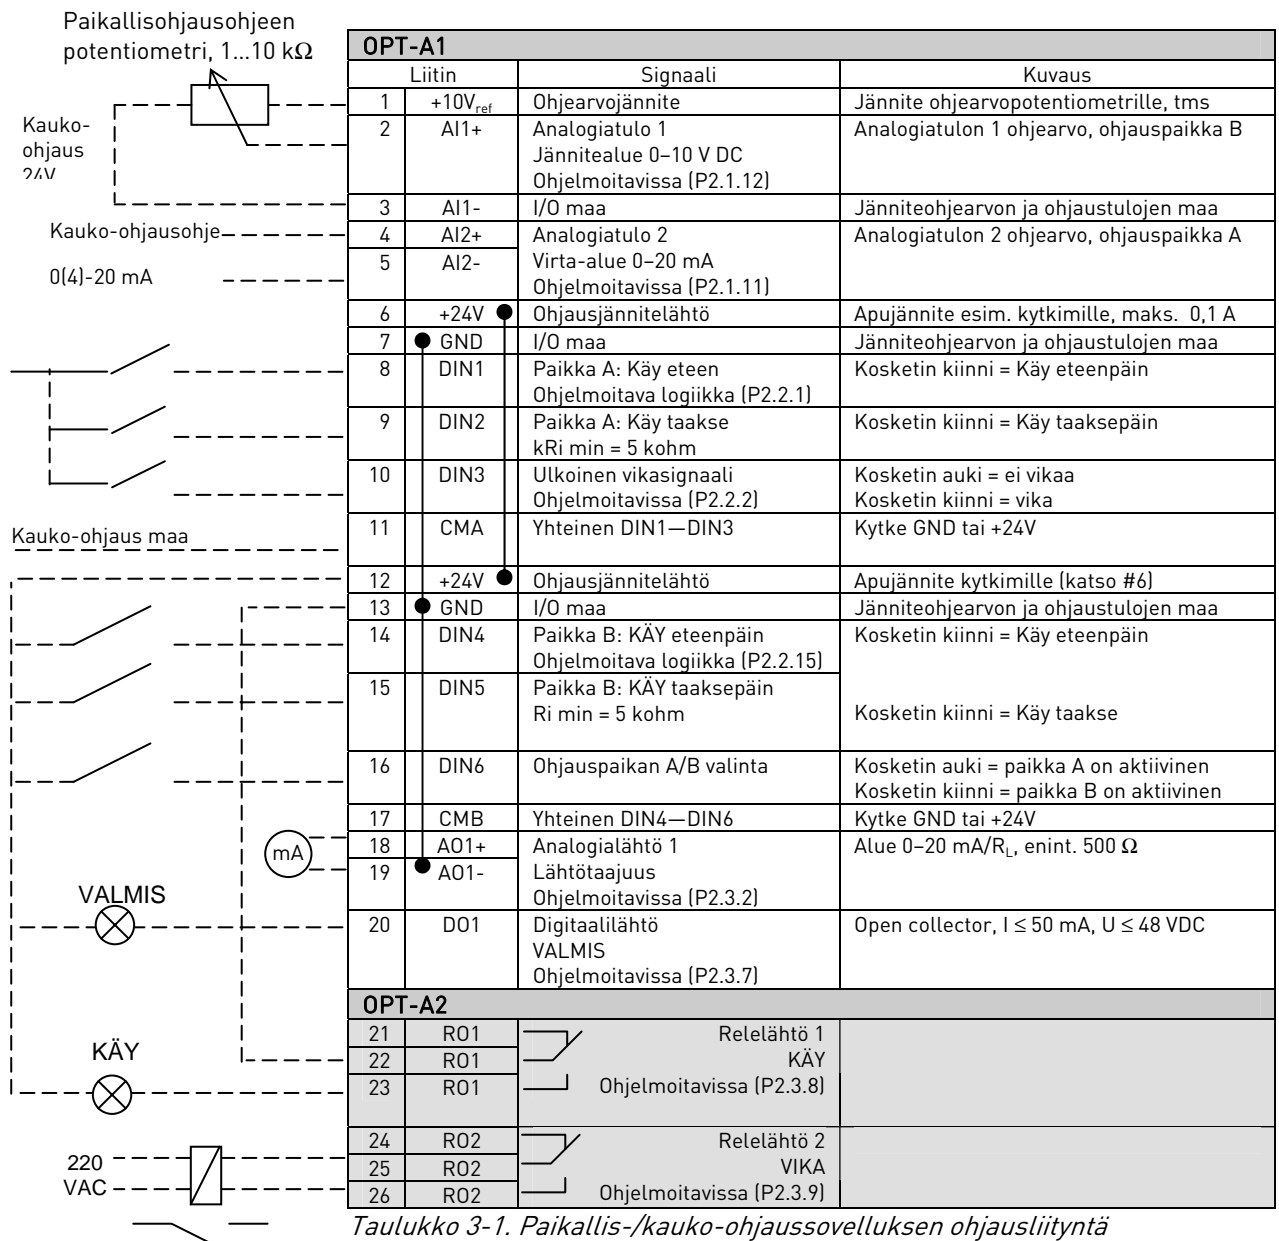 Paikallisohjausohjeen
potentiometri, 1...10 kΩ
Kauko-
ohjaus
24V
Kauko-ohjausohje
0(4)-20 mA
Kauko-ohjaus maa
mA
VALMIS
KÄY
220
VAC
OPT-A1
Liitin Signaali Kuvaus
1 +10Vref Ohjearvojännite Jännite ohjearvopotentiometrille, tms
2 AI1+ Analogiatulo 1 Analogiatulon 1 ohjearvo, ohjauspaikka B
Jännitealue 0–10 V DC
Ohjelmoitavissa (P2.1.12)
3 AI1- I/O maa Jänniteohjearvon ja ohjaustulojen maa
4 AI2+ Analogiatulo 2 Analogiatulon 2 ohjearvo, ohjauspaikka A
5 AI2- Virta-alue 0–20 mA
Ohjelmoitavissa (P2.1.11)
6 +24V Ohjausjännitelähtö Apujännite esim. kytkimille, maks. 0,1 A
7 GND I/O maa Jänniteohjearvon ja ohjaustulojen maa
8 DIN1 Paikka A: Käy eteen Kosketin kiinni = Käy eteenpäin
Ohjelmoitava logiikka (P2.2.1)
9 DIN2 Paikka A: Käy taakse Kosketin kiinni = Käy taaksepäin
kRi min = 5 kohm
10 DIN3 Ulkoinen vikasignaali Kosketin auki = ei vikaa
Ohjelmoitavissa (P2.2.2) Kosketin kiinni = vika
11 CMA Yhteinen DIN1—DIN3 Kytke GND tai +24V
12 +24V Ohjausjännitelähtö Apujännite kytkimille (katso #6)
13 GND I/O maa Jänniteohjearvon ja ohjaustulojen maa
14 DIN4 Paikka B: KÄY eteenpäin Kosketin kiinni = Käy eteenpäin
Ohjelmoitava logiikka (P2.2.15)
15 DIN5 Paikka B: KÄY taaksepäin
Ri min = 5 kohm Kosketin kiinni = Käy taakse
16 DIN6 Ohjauspaikan A/B valinta Kosketin auki = paikka A on aktiivinen
Kosketin kiinni = paikka B on aktiivinen
17 CMB Yhteinen DIN4—DIN6 Kytke GND tai +24V
18 AO1+ Analogialähtö 1 Alue 0–20 mA/RL, enint. 500 Ω
19 AO1- Lähtötaajuus
Ohjelmoitavissa (P2.3.2)
20 DO1 Digitaalilähtö Open collector, I ≤ 50 mA, U ≤ 48 VDC
VALMIS
Ohjelmoitavissa (P2.3.7)
OPT-A2
21 RO1 Relelähtö 1
22 RO1 KÄY
23 RO1 Ohjelmoitavissa (P2.3.8)
24 RO2 Relelähtö 2
25 RO2 VIKA
26 RO2 Ohjelmoitavissa (P2.3.9)
Taulukko 3-1. Paikallis-/kauko-ohjaussovelluksen ohjausliityntä